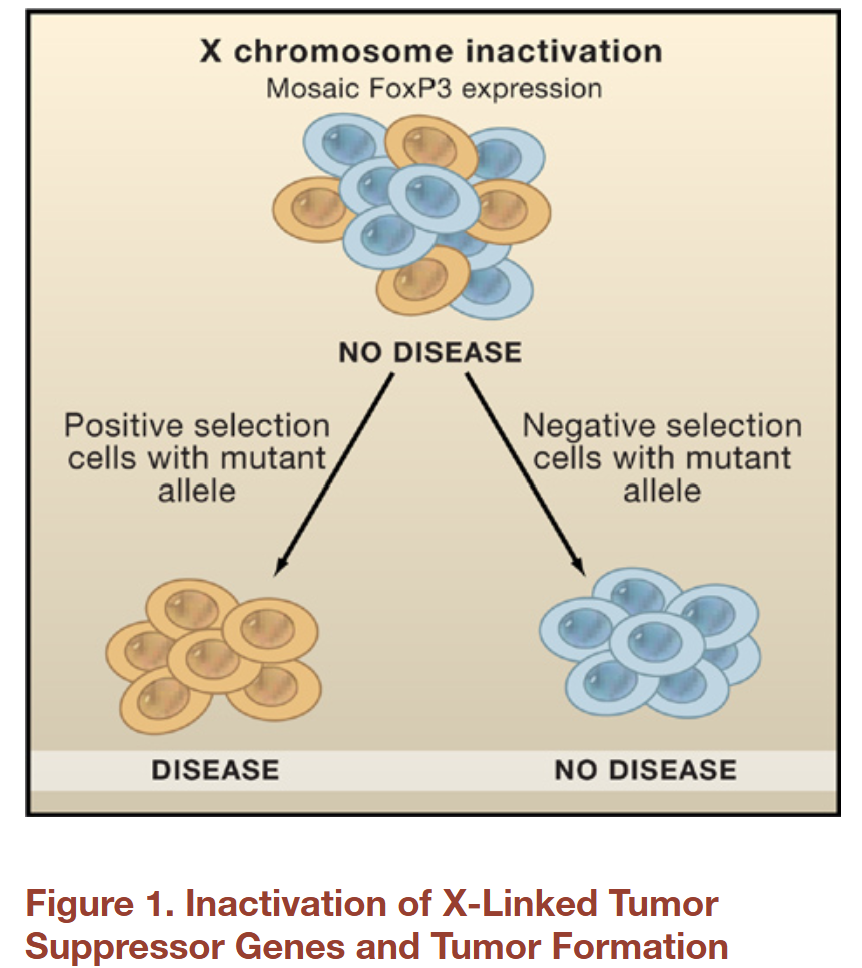 X chromosome inactivation
Mosaic FoxP3 expression
NO DISEASE
Positive selection
cells with mutant
allele
Negative selection
cells with mutant
allele
DISEASE
NO DISEASE
Figure 1. Inactivation of X-Linked Tumor
Suppressor Genes and Tumor Formation